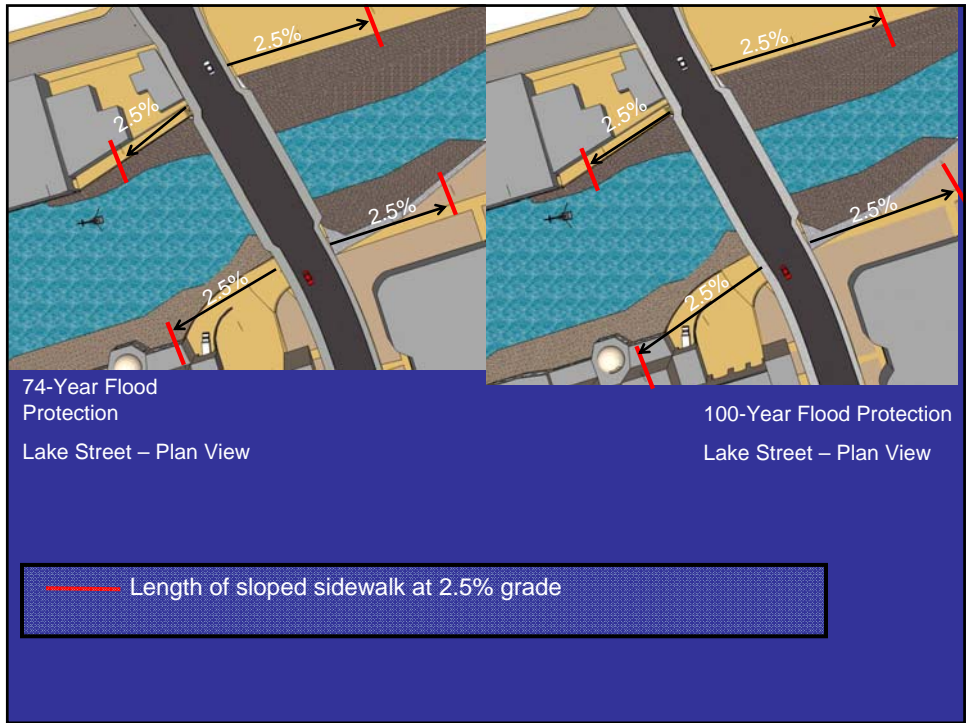 2.5%
2.5%
2.5%
2.5%
2.5%
2.5%
2.5%
2.5%
74-Year Flood
Protection
Lake Street – Plan View
100-Year Flood Protection
Lake Street – Plan View
Length of sloped sidewalk at 2.5% grade